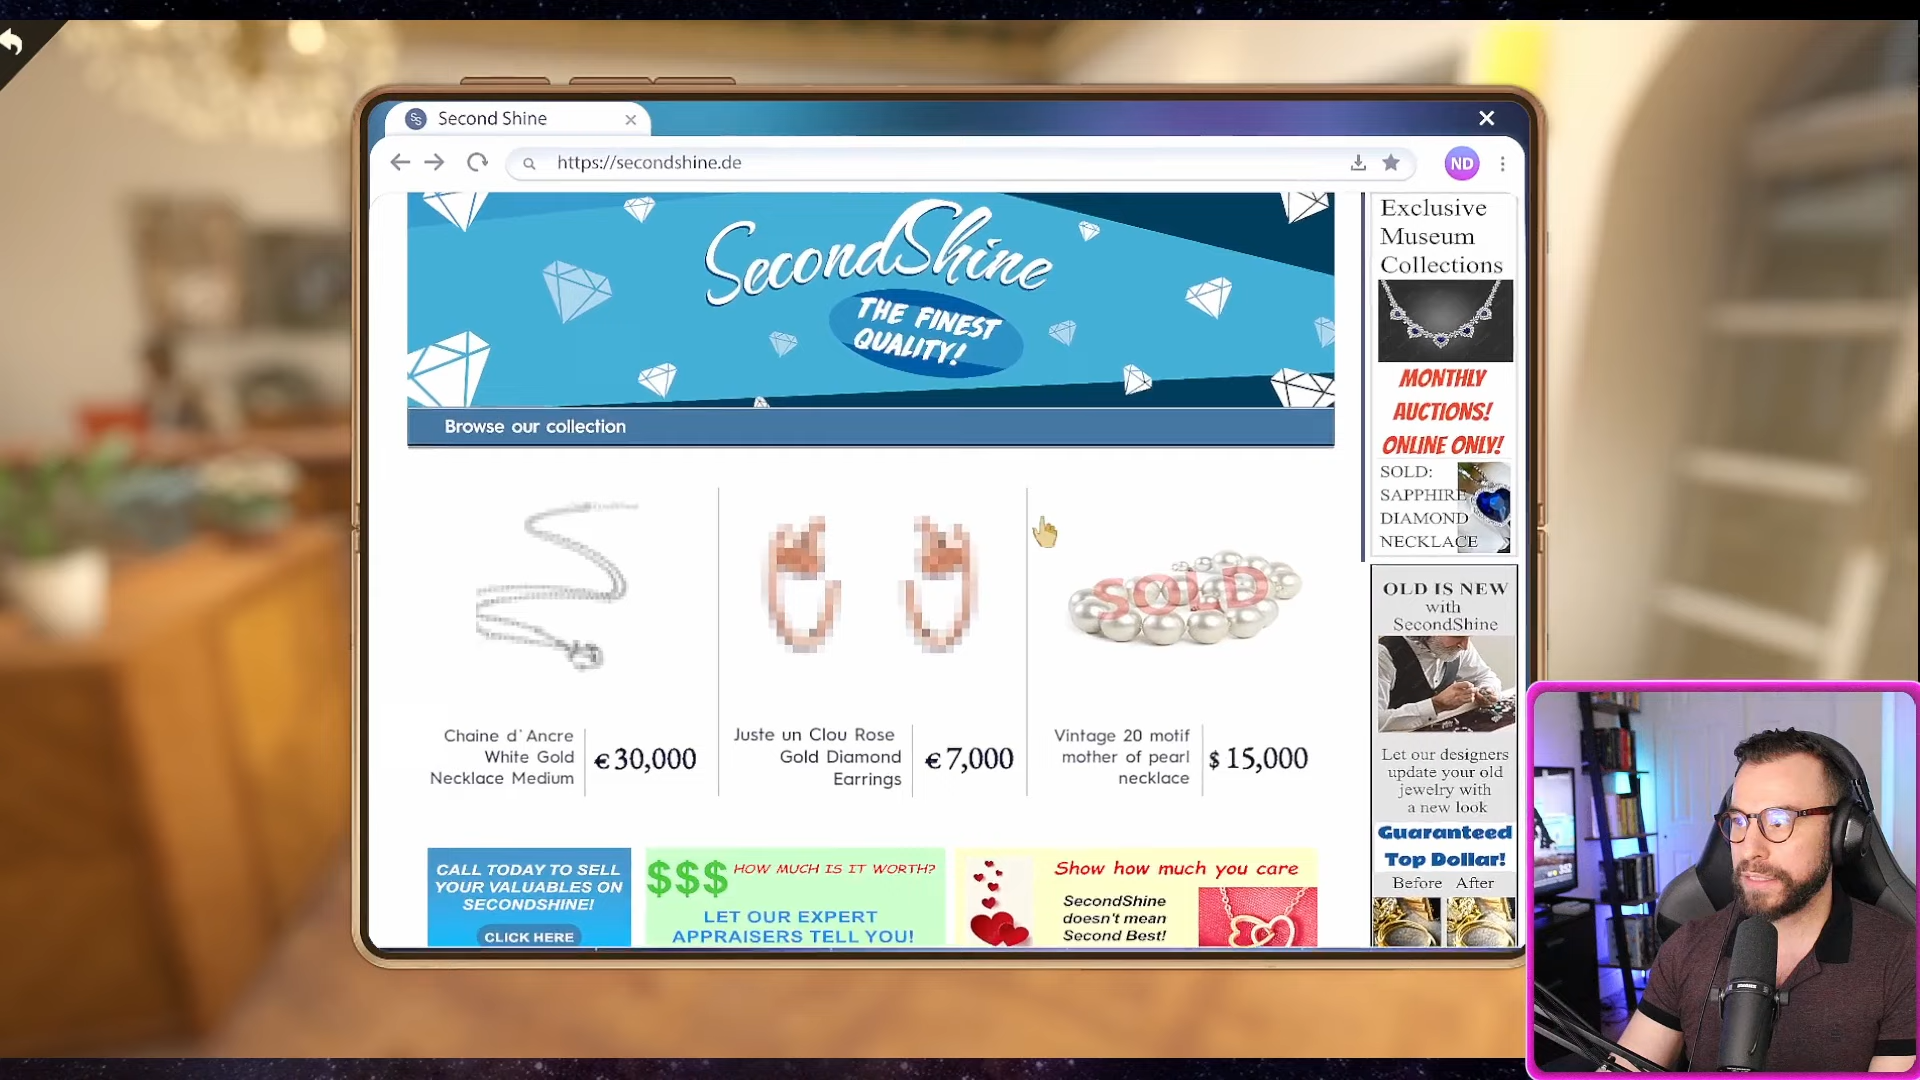 Second Shine
https://secondshine.de
ND
SecondShine
THE FINEST
QUALITY!
Browse our collection
SOLD
Chaine d'Ancre
White Gold
Necklace Medium
€30,000
Juste un Clou Rose
Gold Diamond
Earrings
€7,000
Vintage 20 motif
mother of pearl
necklace
$ 15,000
CALL TODAY TO SELL
YOUR VALUABLES ON
SECONDSHINE!
CLICK HERE
$$$ HOW MUCH IS IT WORTH?
LET OUR EXPERT
APPRAISERS TELL YOU!
Show how much you care
SecondShine
doesn't mean
Second Best!
Exclusive
Museum
Collections
MONTHLY
AUCTIONS!
ONLINE ONLY!
SOLD:
SAPPHIRE
DIAMOND
NECKLACE
OLD IS NEW
with
SecondShine
Let our designers
update your old
jewelry with
a new look
Guaranteed
Top Dollar!
Before After